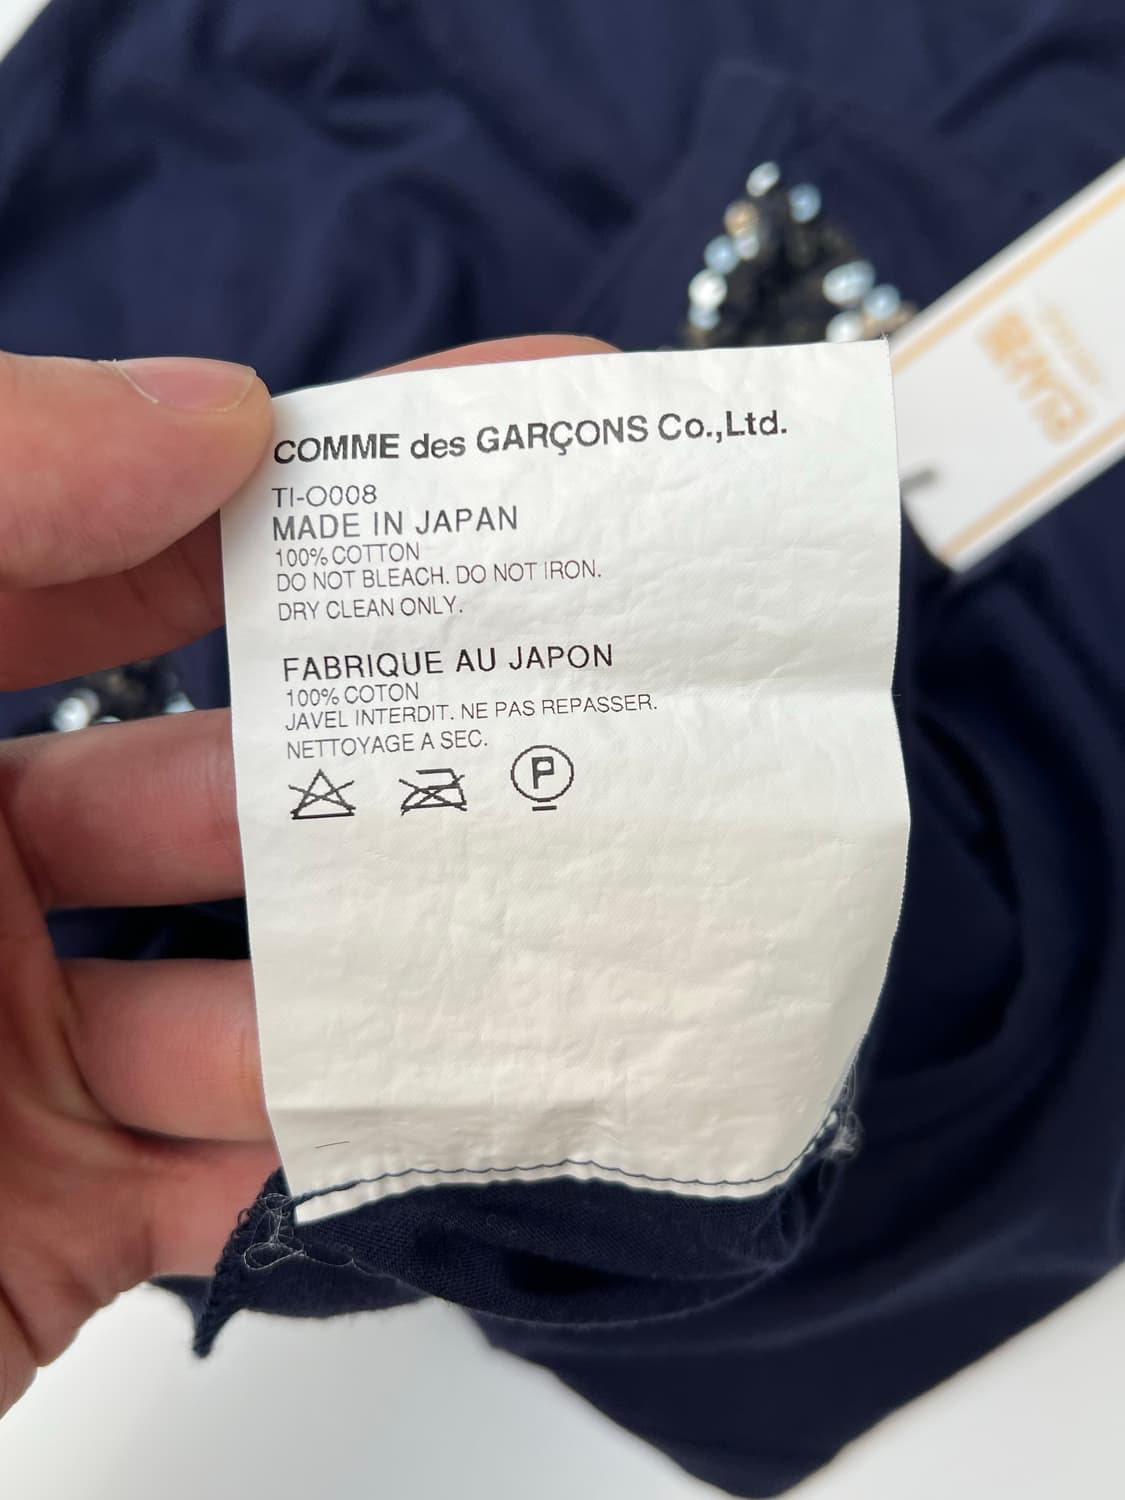 COMME des GARÇONS Co.,Ltd.
TI-O008
MADE IN JAPAN
100% COTTON
DO NOT BLEACH. DO NOT IRON.
DRY CLEAN ONLY.
FABRIQUE AU JAPON
100% COTON
JAVEL INTERDIT. NE PAS REPASSER.
NETTOYAGE A SEC.
P